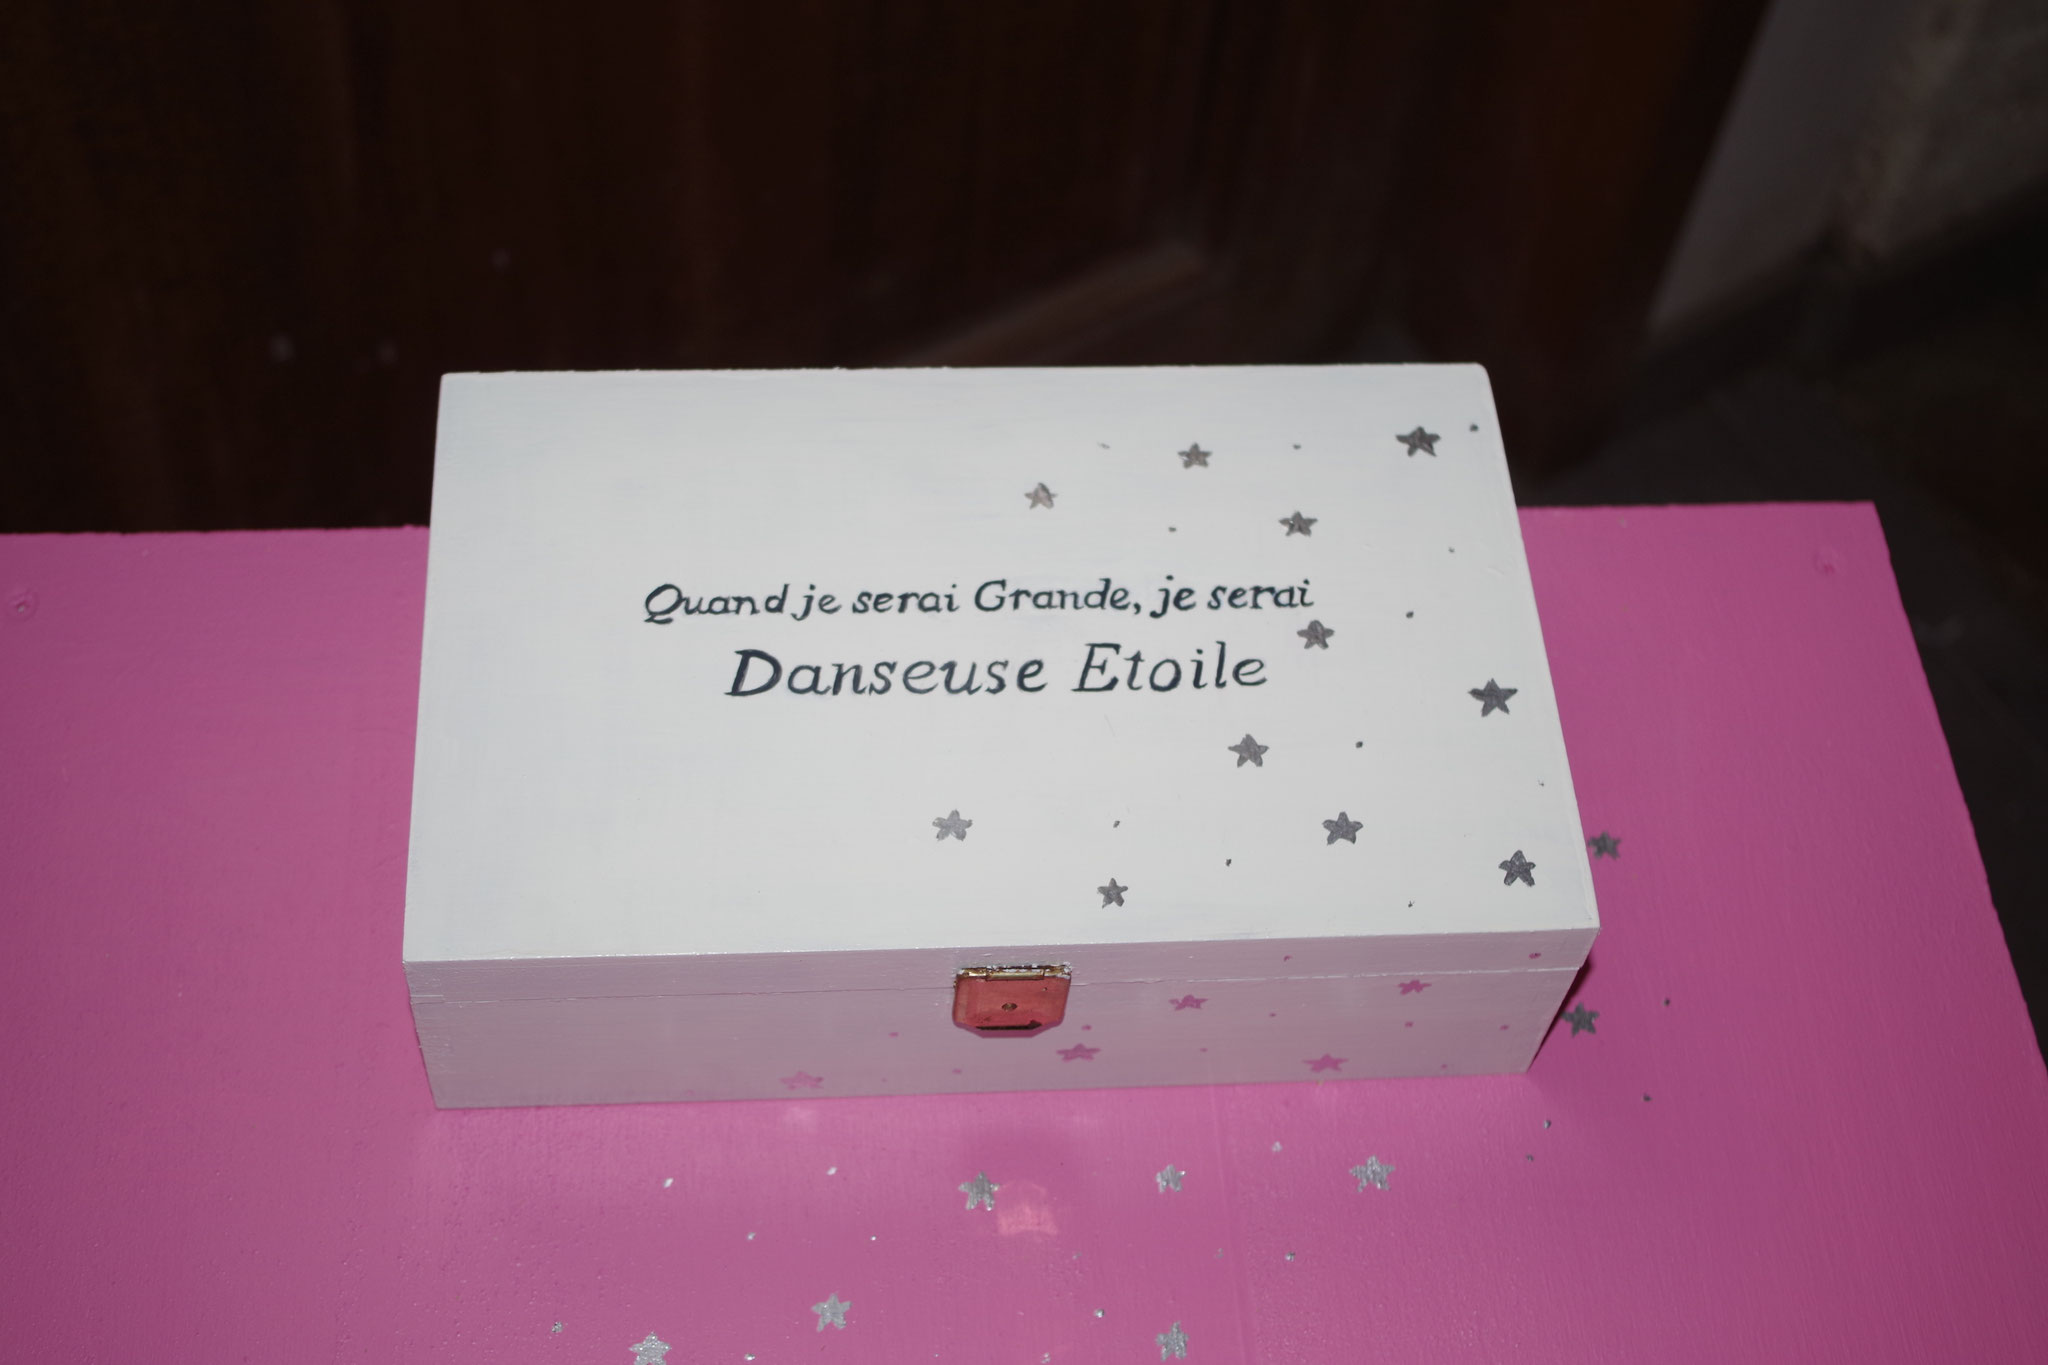 Quand je serai Grande, je serai
Danseuse Etoile